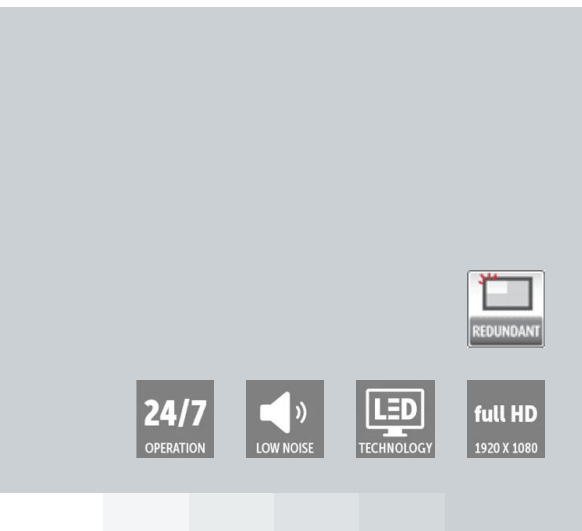 REDUNDANT
24/7
OPERATION
LOW NOISE
LED
TECHNOLOGY
full HD
1920 X 1080